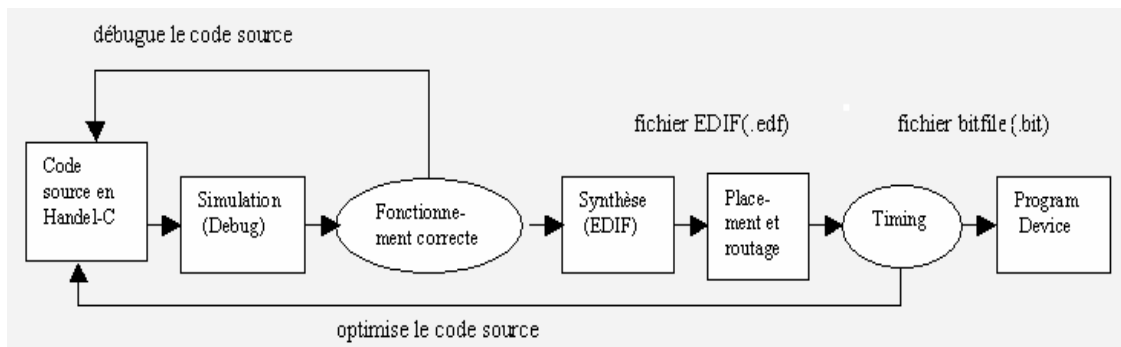 débugue le code source
fichier EDIF(.edf)
fichier bitfile(.bit)
Code
source en
Handel-C
Simulation
(Debug)
Fonctionne-
ment correcte
Synthèse
(EDIF)
Place-
ment et
routage
Timing
Program
Device
optimise le code source